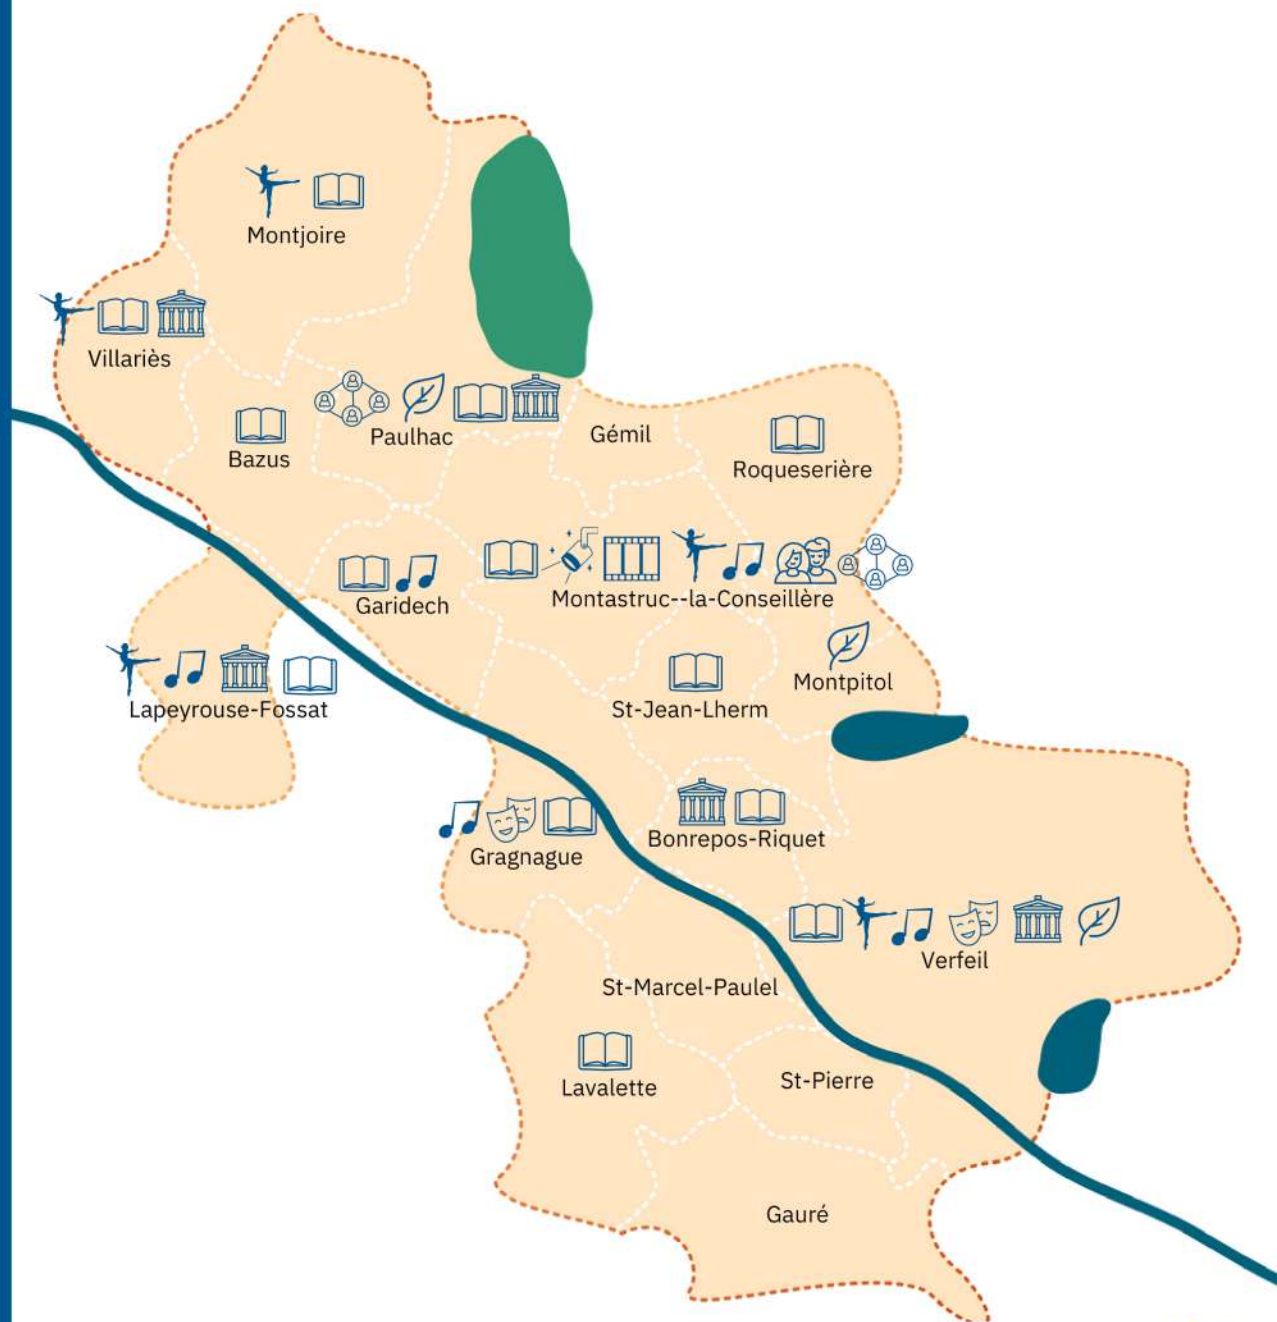 Montjoire
Villariès
Paulhac
Gémil
Bazus
Roqueserière
Garidech
Montastruc--la-Conseillère
Montpitol
Lapeyrouse-Fossat
St-Jean-Lherm
Bonrepos-Riquet
Gragnague
Verfeil
St-Marcel-Paulel
St-Pierre
Lavalette
Gauré